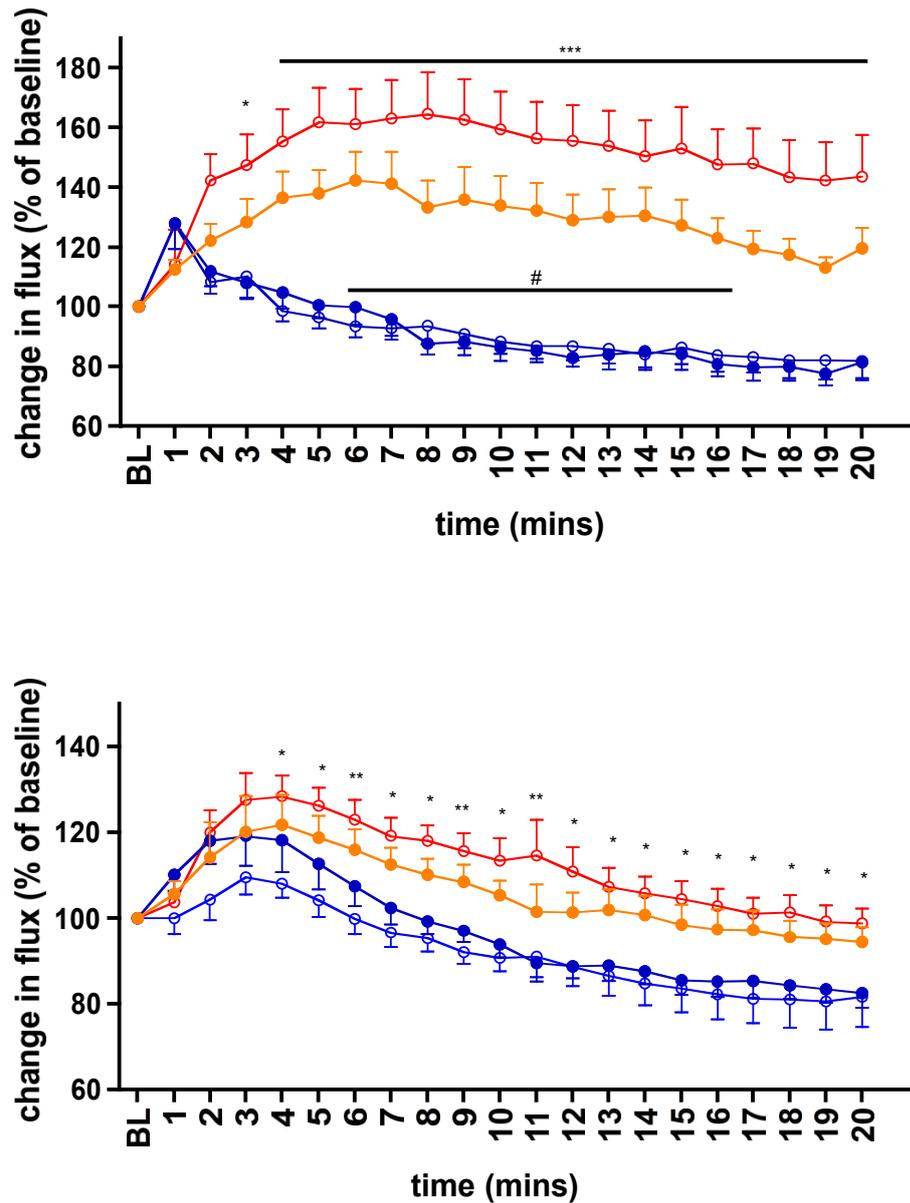 change in flux (% of baseline)
180
160
140
120
100
80
60
***
*
#
BL 1 2 3 4 5 6 7 8 9 10 11 12 13 14 15 16 17 18 19 20
time (mins)
change in flux (% of baseline)
140
120
100
80
60
* * ** * * ** * ** * * * * * * * * *
BL 1 2 3 4 5 6 7 8 9 10 11 12 13 14 15 16 17 18 19 20
time (mins)